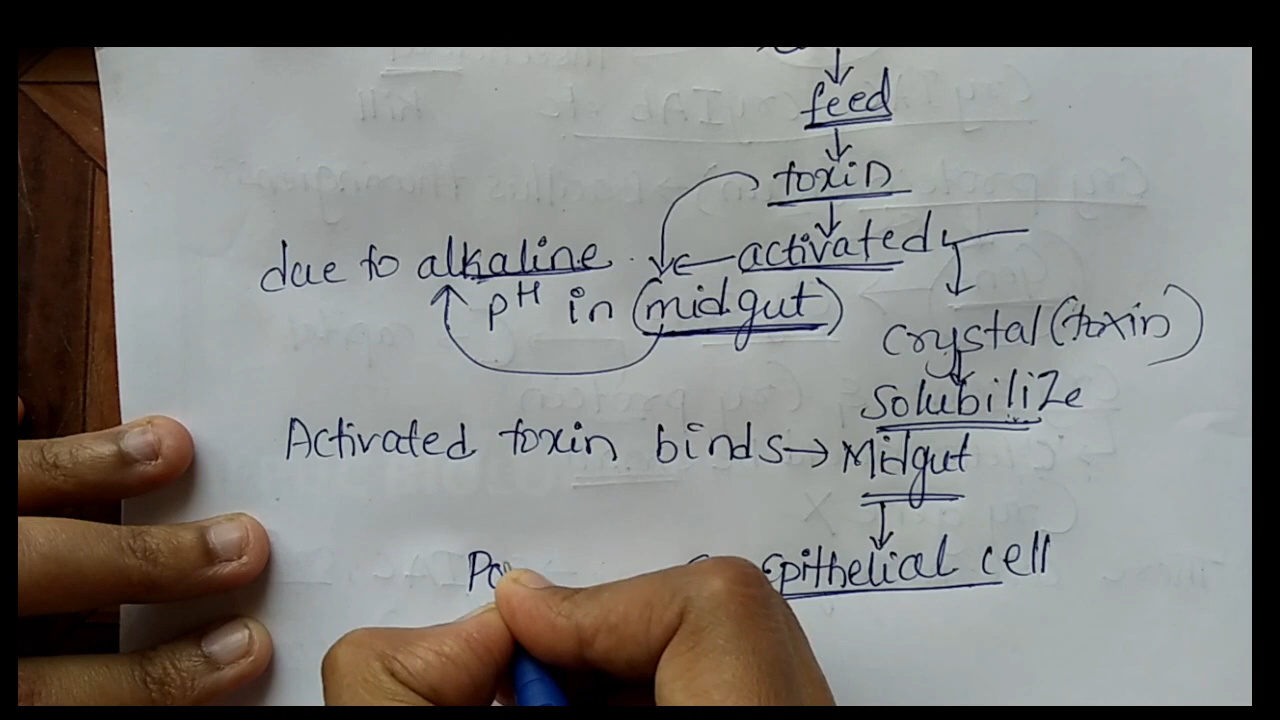 feed
toxin
activated
due to alkaline
pH in (midgut)
crystal (toxin)
solubilize
Activated toxin binds → Midgut
epithelial cell